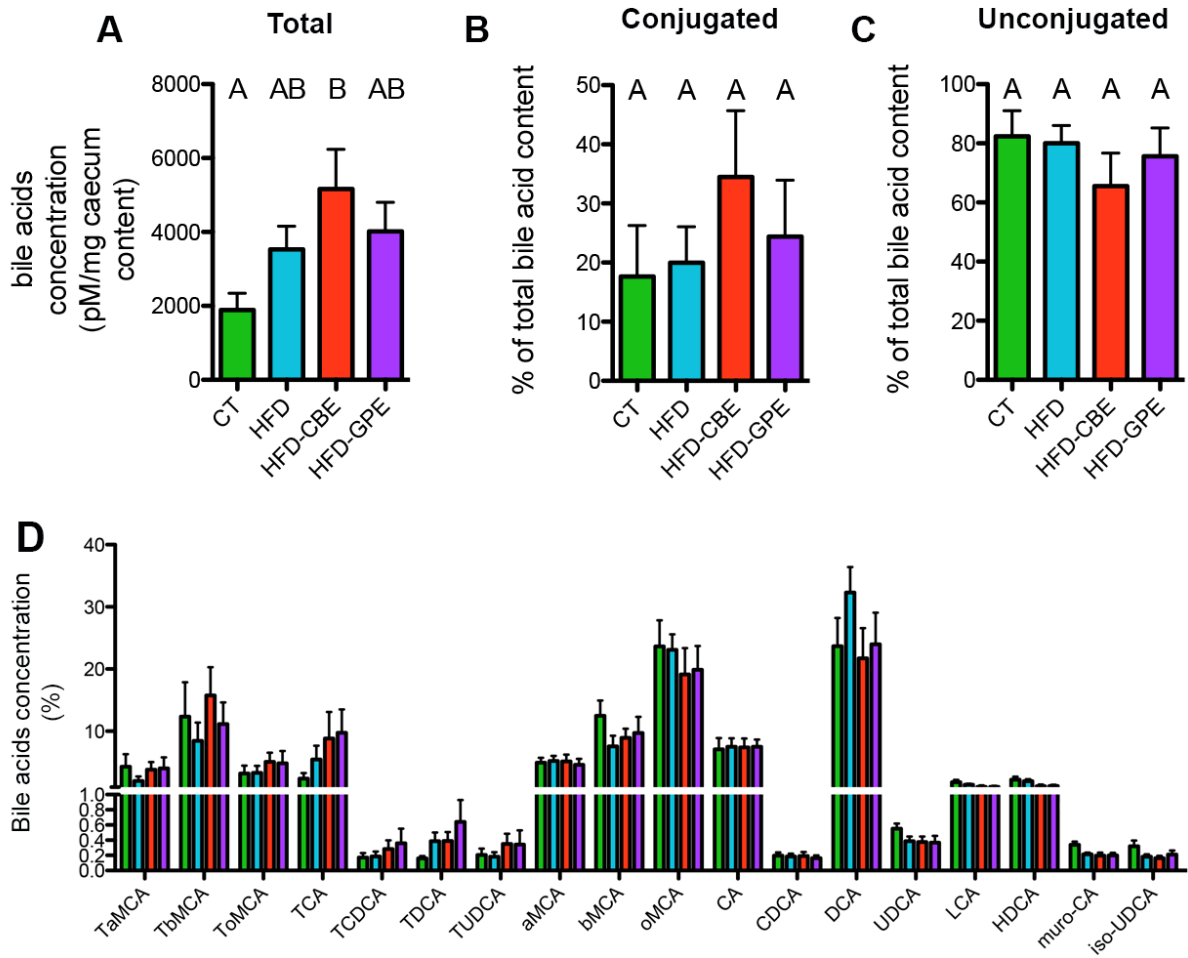 A
Total
bile acids
concentration
(pM/mg caecum
content)
8000
6000
4000
2000
0
A AB B AB
CT HFD HFD-CBE HFD-GPE
B
Conjugated
% of total bile acid content
50
40
30
20
10
0
A A A A
CT HFD HFD-CBE HFD-GPE
C
Unconjugated
% of total bile acid content
100
80
60
40
20
0
A A A A
CT HFD HFD-CBE HFD-GPE
D
Bile acids concentration
(%)
40
30
20
10
1.0
0.8
0.6
0.4
0.2
0.0
TaMCA TbMCA ToMCA TCA TCDCA TDCA TUDCA aMCA bMCA oMCA CA CDCA DCA UDCA LCA HDCA muro-CA iso-UDCA